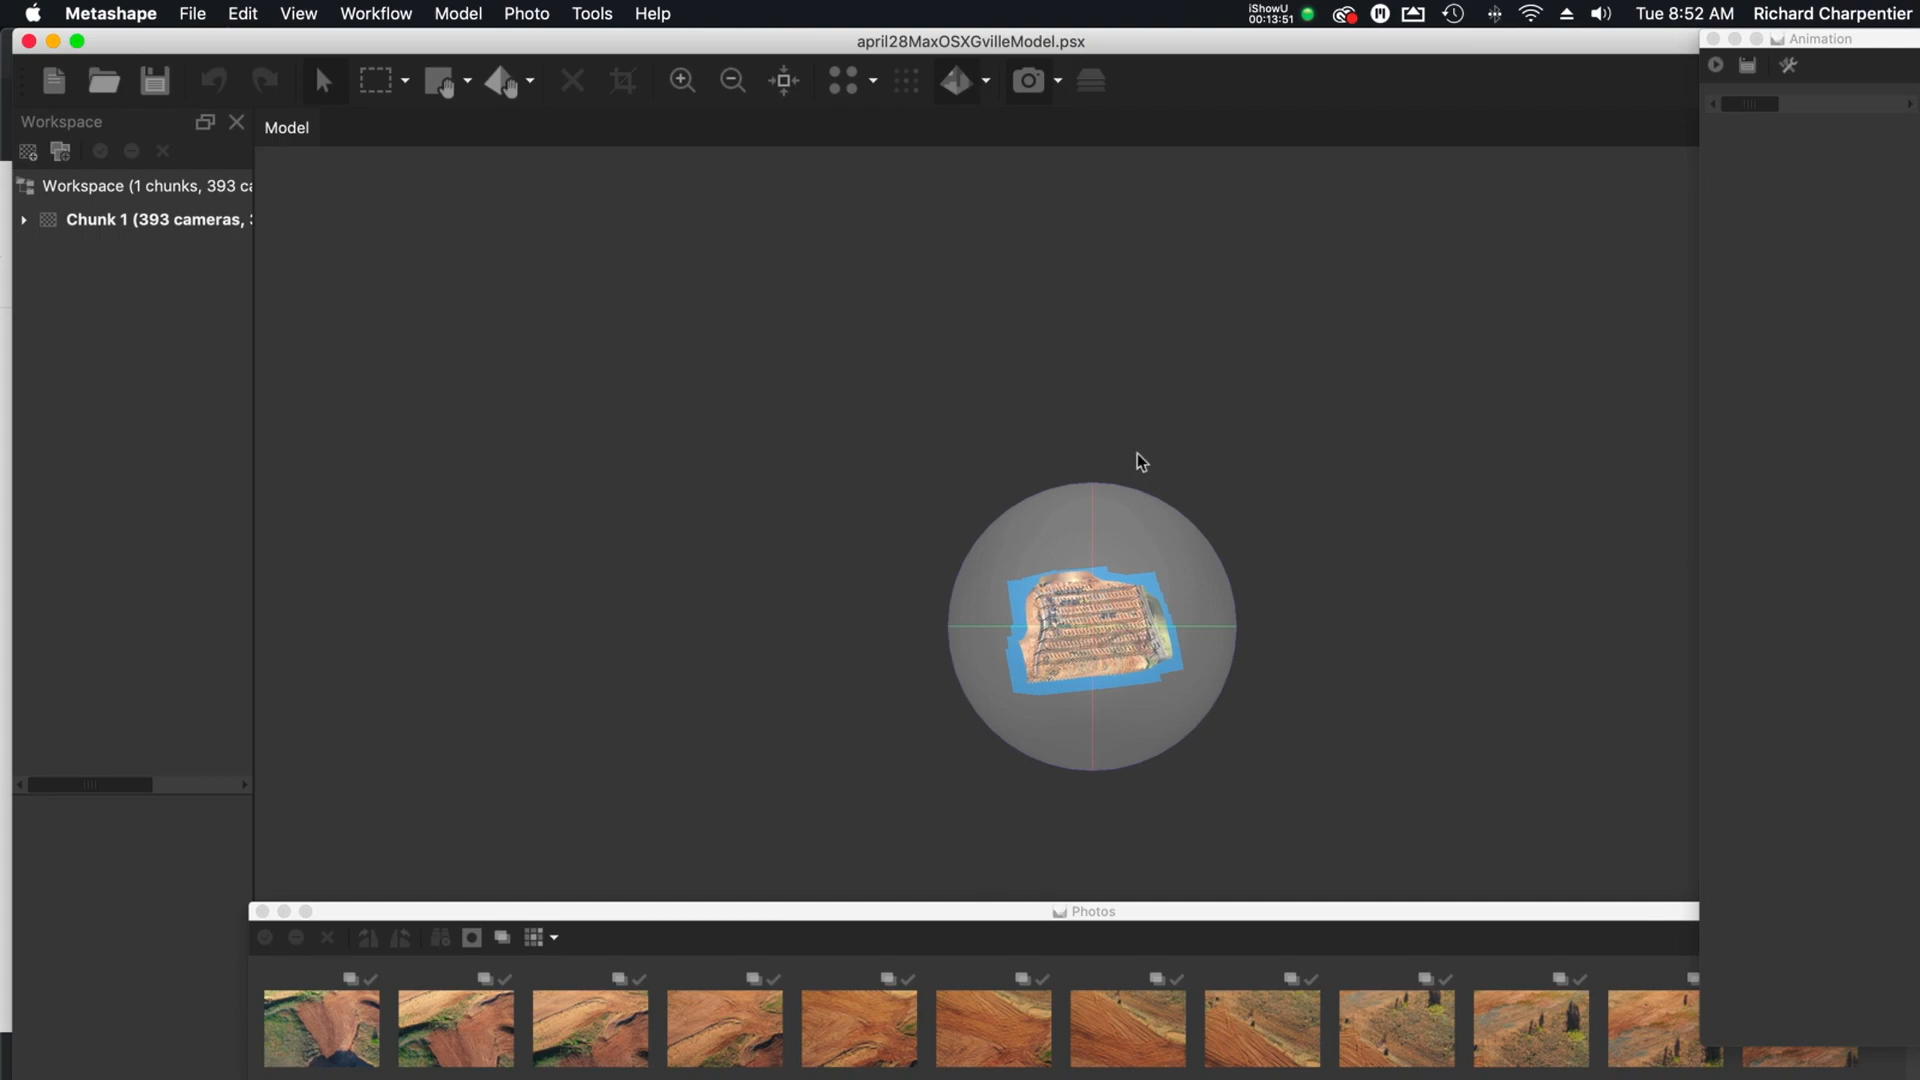 Metashape File Edit View Workflow Model Photo Tools Help iShowU 00:13:51 Tue 8:52 AM Richard Charpentier
april28MaxOSXGvilleModel.psx
Animation
Workspace
Model
Workspace (1 chunks, 393 ca
Chunk 1 (393 cameras,
Photos